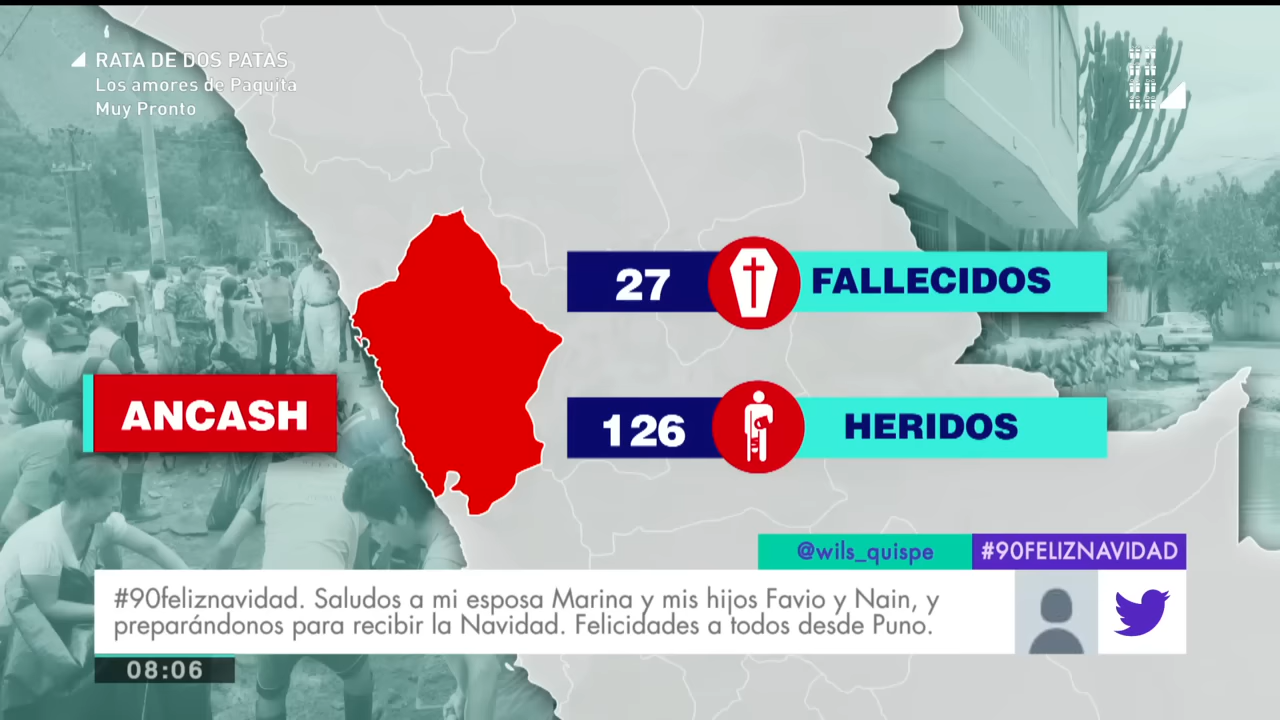 RATA DE DOS PATAS
Los amores de Paquita
Muy Pronto
27 FALLECIDOS
ANCASH
126 HERIDOS
@wils_quispe #90FELIZNAVIDAD
#90feliznavidad. Saludos a mi esposa Marina y mis hijos Favio y Nain, y
preparándonos para recibir la Navidad. Felicidades a todos desde Puno.
08:06